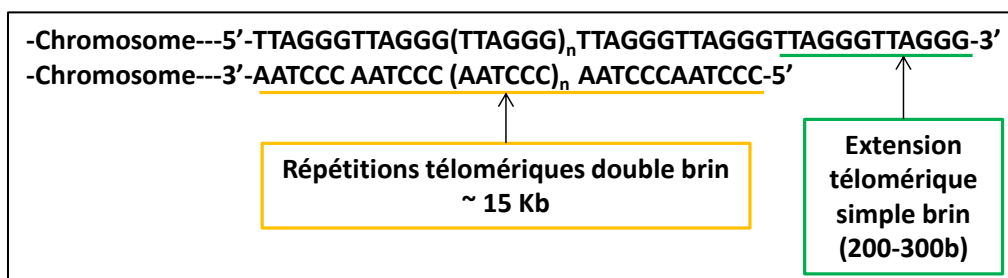 -Chromosome---5’-TTAGGGTTAGGG(TTAGGG)nTTAGGGTTAGGGTTAGGGTTAGGG-3’
-Chromosome---3’-AATCCC AATCCC (AATCCC)n AATCCCAATCCC-5’
Répétitions télomériques double brin
~ 15 Kb
Extension
télomérique
simple brin
(200-300b)